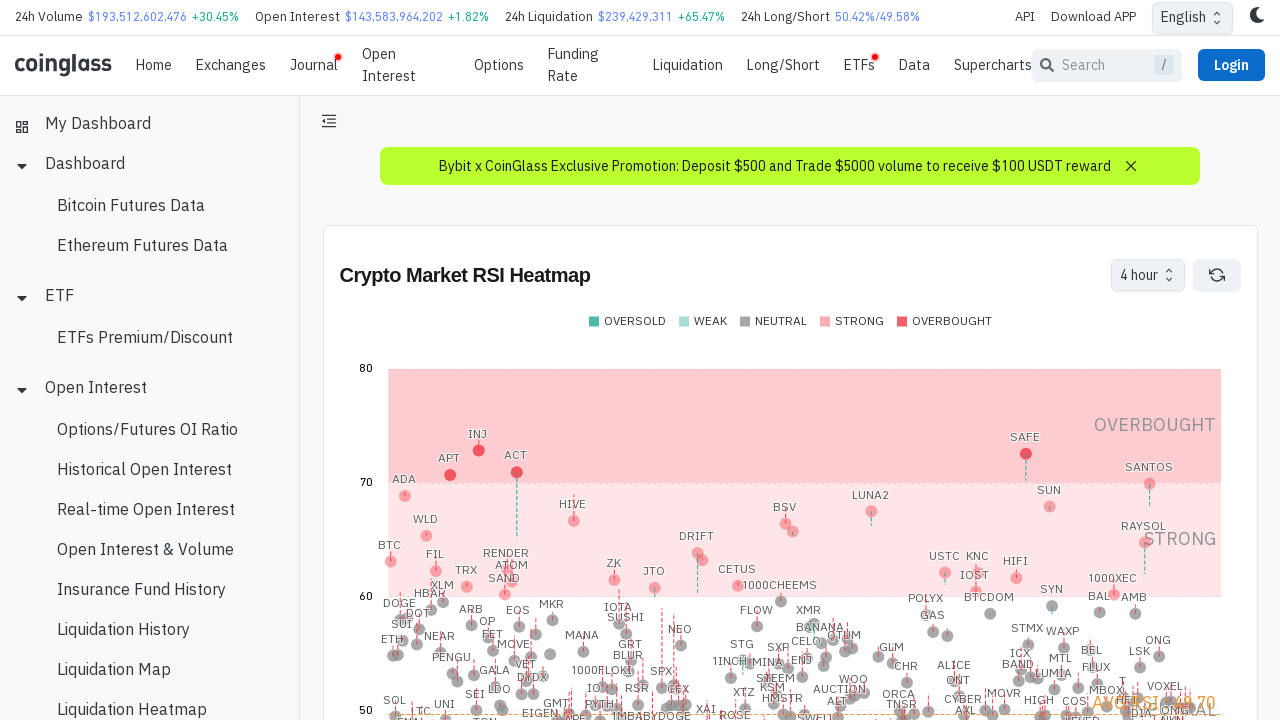 24h Volume $193,512,602,476 +30.45% Open Interest $143,583,964,202 +1.82% 24h Liquidation $239,429,311 +65.47% 24h Long/Short 50.42%/49.58% API Download APP English
coinglass Home Exchanges Journal Open Interest Options Funding Rate Liquidation Long/Short ETFs Data Supercharts Search / Login
My Dashboard
Dashboard
Bitcoin Futures Data
Ethereum Futures Data
ETF
ETFs Premium/Discount
Open Interest
Options/Futures OI Ratio
Historical Open Interest
Real-time Open Interest
Open Interest & Volume
Insurance Fund History
Liquidation History
Liquidation Map
Liquidation Heatmap
Bybit x CoinGlass Exclusive Promotion: Deposit $500 and Trade $5000 volume to receive $100 USDT reward
Crypto Market RSI Heatmap
4 hour
OVERSOLD WEAK NEUTRAL STRONG OVERBOUGHT
80
OVERBOUGHT
INJ SAFE
APT ACT SANTOS
70
ADA SUN
HIVE BSV LUNA2
WLD RAYSOL
STRONG
BTC FIL RENDER DRIFT USTC KNC
TRX ATOM ZK JTO CETUS HIFI
SAND IOST 1000XEC
XLM 1000CHEEMS SYN
60
HBAR POLYX BTCDOM BAL AMB
DOGE DOT ARB EOS MKR IOTA FLOW XMR
SUI OP SUSHI GAS
ETH NEAR FET MANA NEO BANANA QTUM STMX WAXP ONG
MOVE GRT STG SXP CELO GLM ICX BEL LSK
PENGU VET BLUR 1INCH MINA ENJ CHR ALICE BAND MTL FLUX
GALA DYDX 1000FLOKI SPX STEEM WOO ONT LUMIA T
SOL SEI LDO RSR CFX XTZ KSM AUCTION ORCA MOVR MBOX VOXEL
UNI GMT PYTH HMSTR ALT TNSR CYBER HIGH COS
50
LTC EIGEN 1MBABYDOGE XAI ROSE AXL